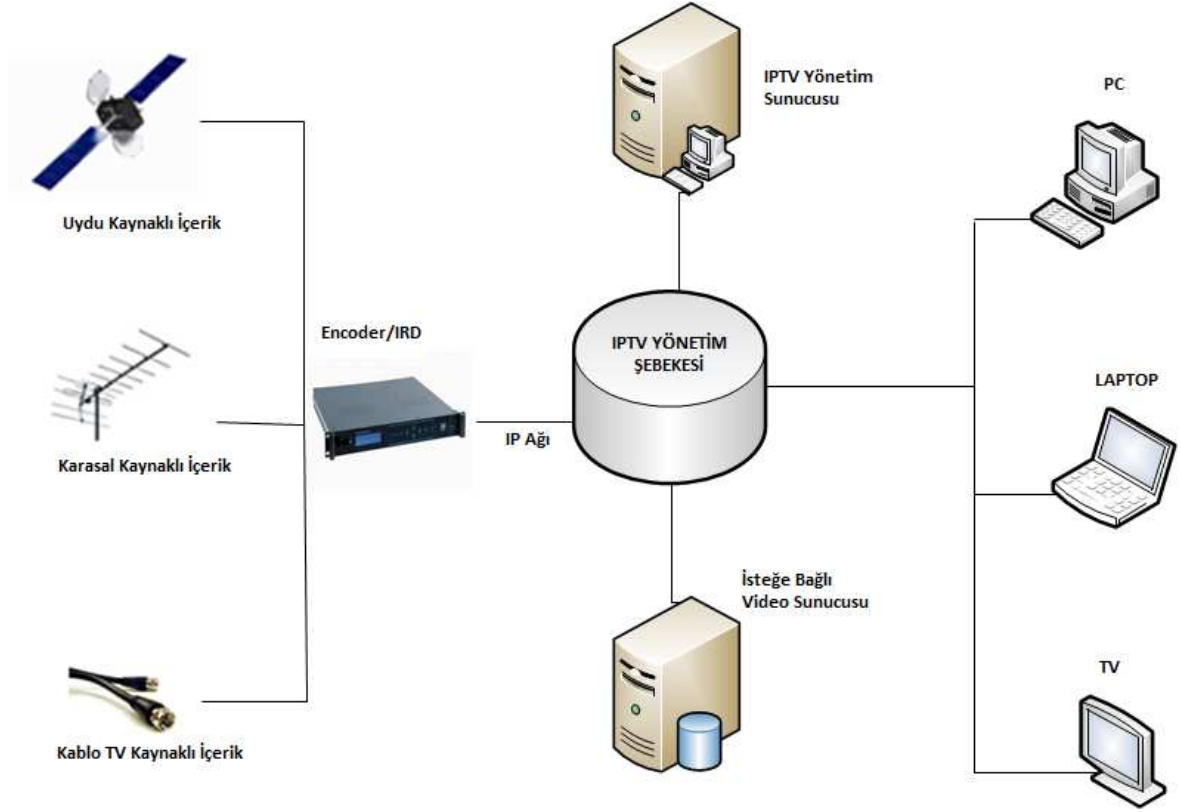 IPTV Yönetim
Sunucusu
PC
Uydu Kaynaklı İçerik
Encoder/IRD
IPTV YÖNETİM
ŞEBEKESİ
LAPTOP
IP Ağı
Karasal Kaynaklı İçerik
İsteğe Bağlı
Video Sunucusu
TV
Kablo TV Kaynaklı İçerik